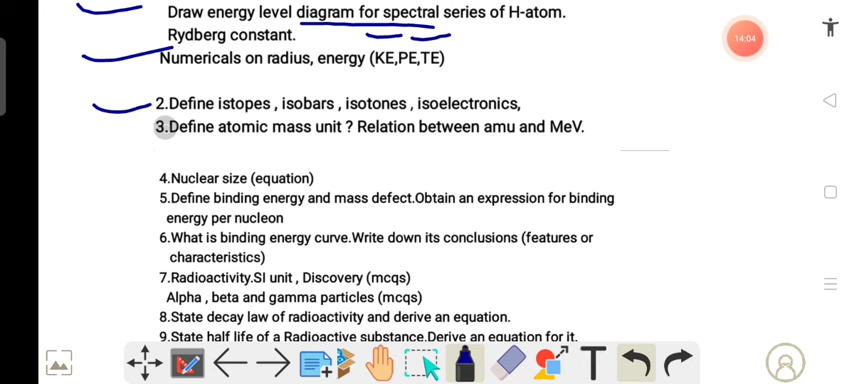 Draw energy level diagram for spectral series of H-atom.
14:04
Rydberg constant.
Numericals on radius, energy (KE,PE,TE)
2.Define istopes , isobars , isotones , isoelectronics,
3.Define atomic mass unit ? Relation between amu and MeV.
4.Nuclear size (equation)
5.Define binding energy and mass defect.Obtain an expression for binding
energy per nucleon
6.What is binding energy curve.Write down its conclusions (features or
characteristics)
7.Radioactivity.SI unit , Discovery (mcqs)
Alpha , beta and gamma particles (mcqs)
8.State decay law of radioactivity and derive an equation.
9.State half life of a Radioactive substance.Derive an equation for it.
T